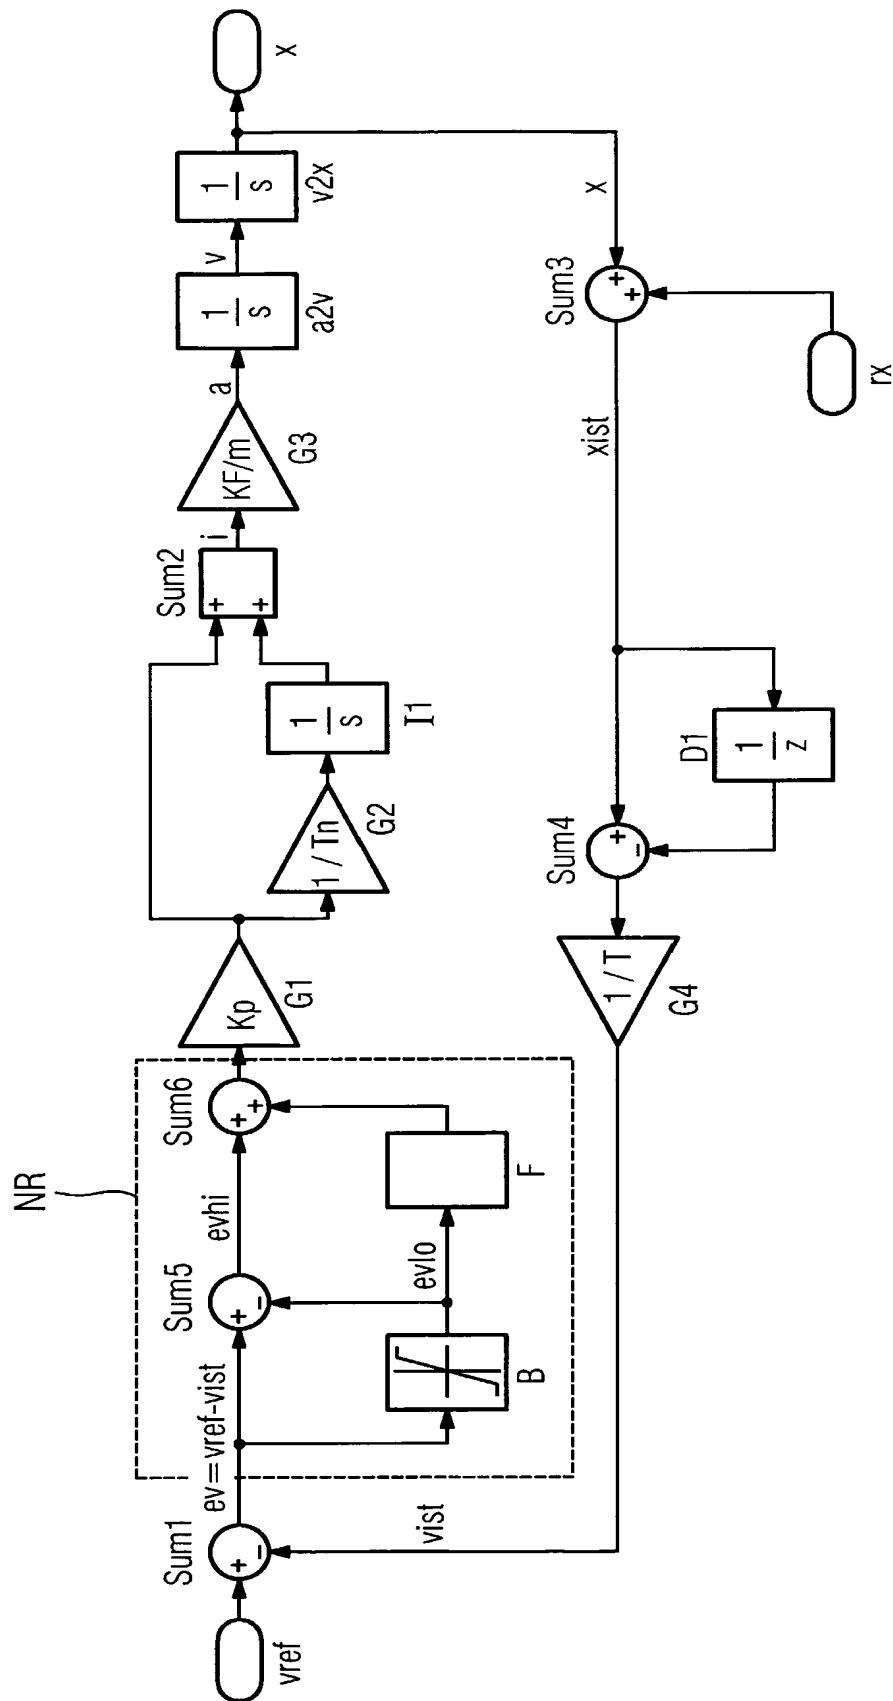 NR
vref
Sum1
+
-
ev=vref-vist
B
Sum5
+
-
evlo
evhi
F
Sum6
+
+
Kp
G1
1/Tn
G2
1
s
I1
Sum2
+
+
i
KF/m
G3
a
1
s
a2v
v
1
s
v2x
x
x
Sum3
+
+
rx
xist
D1
1
z
Sum4
+
-
1/T
G4
vist